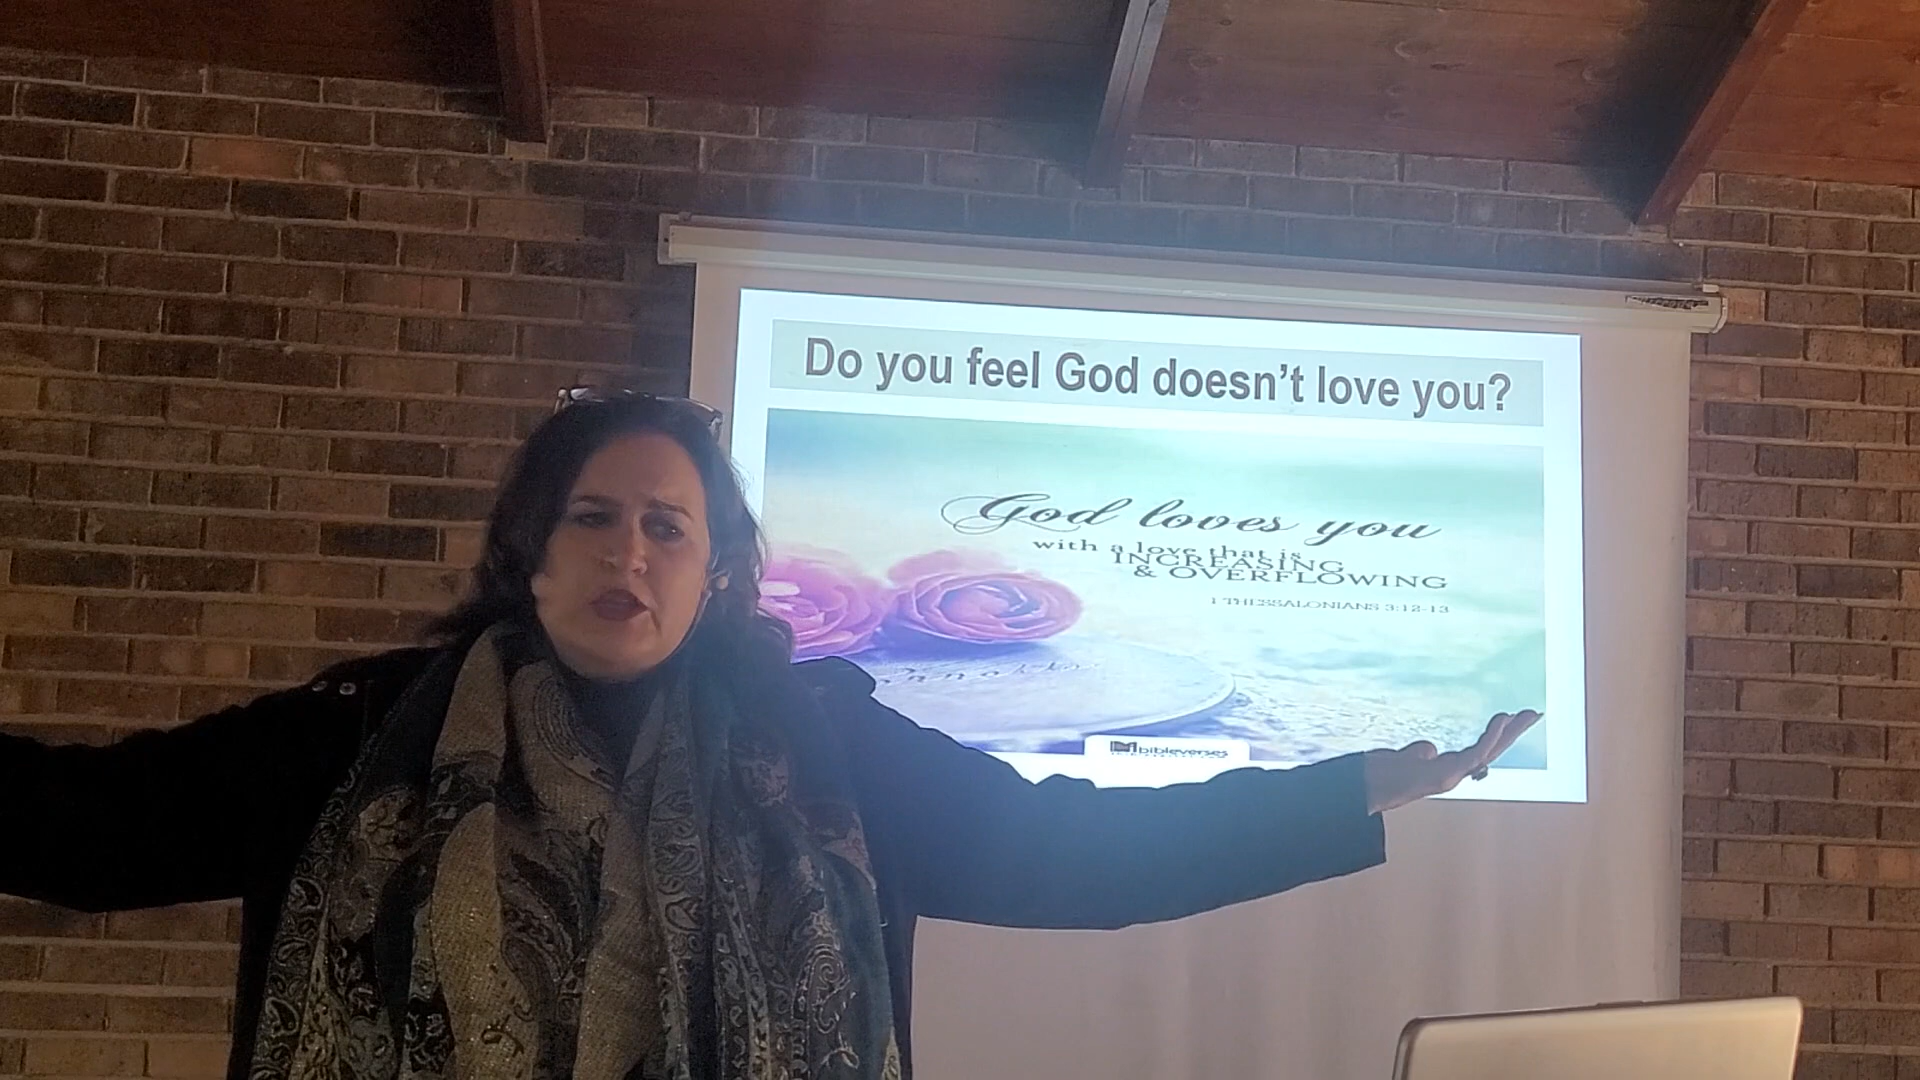 Do you feel God doesn't love you?
God loves you
with a love that is
INCREASING
& OVERFLOWING
1 THESSALONIANS 3:12-13
bibleverses